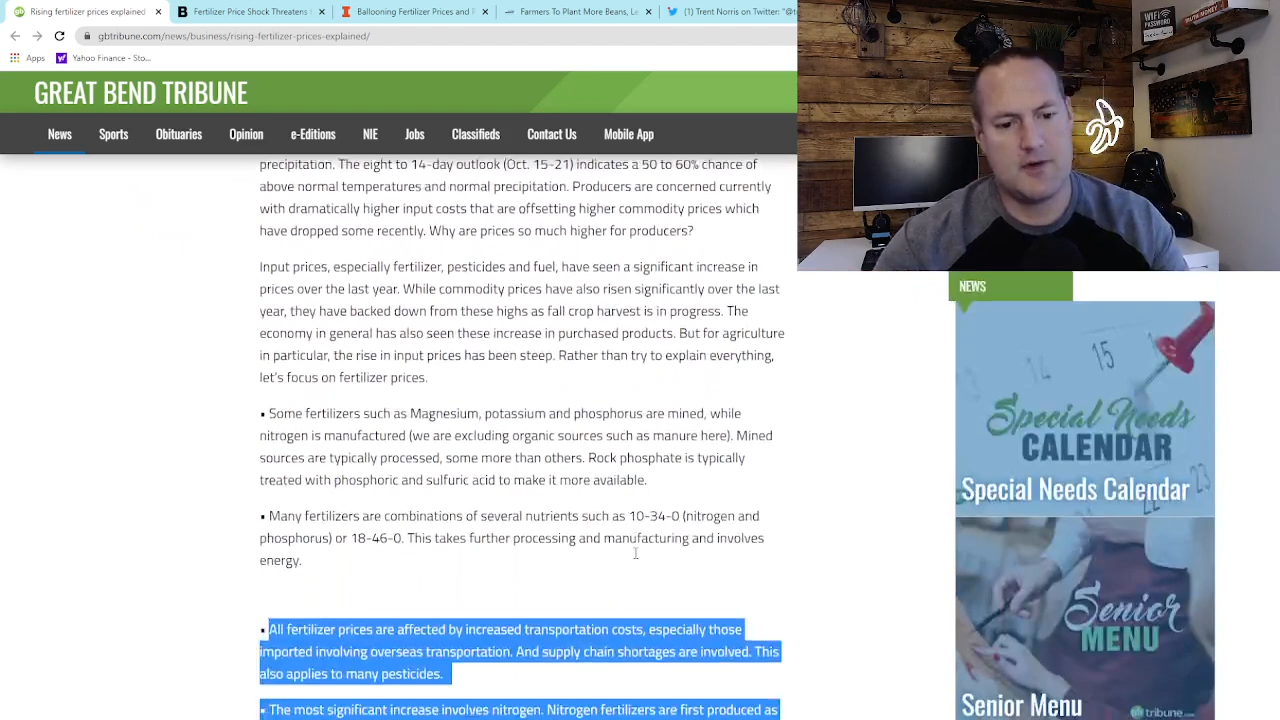 Rising fertilizer prices explained
Fertilizer Price Shock Threatens
Ballooning Fertilizer Prices and
Farmers To Plant More Beans, Le
(1) Trent Norris on Twitter: "@t
gbtribune.com/news/business/rising-fertilizer-prices-explained/
Apps
Yahoo Finance - Sto...
GREAT BEND TRIBUNE
News
Sports
Obituaries
Opinion
e-Editions
NIE
Jobs
Classifieds
Contact Us
Mobile App
precipitation. The eight to 14-day outlook (Oct. 15-21) indicates a 50 to 60% chance of
above normal temperatures and normal precipitation. Producers are concerned currently
with dramatically higher input costs that are offsetting higher commodity prices which
have dropped some recently. Why are prices so much higher for producers?
Input prices, especially fertilizer, pesticides and fuel, have seen a significant increase in
prices over the last year. While commodity prices have also risen significantly over the last
year, they have backed down from these highs as fall crop harvest is in progress. The
economy in general has also seen these increase in purchased products. But for agriculture
in particular, the rise in input prices has been steep. Rather than try to explain everything,
let's focus on fertilizer prices.
• Some fertilizers such as Magnesium, potassium and phosphorus are mined, while
nitrogen is manufactured (we are excluding organic sources such as manure here). Mined
sources are typically processed, some more than others. Rock phosphate is typically
treated with phosphoric and sulfuric acid to make it more available.
• Many fertilizers are combinations of several nutrients such as 10-34-0 (nitrogen and
phosphorus) or 18-46-0. This takes further processing and manufacturing and involves
energy.
• All fertilizer prices are affected by increased transportation costs, especially those
imported involving overseas transportation. And supply chain shortages are involved. This
also applies to many pesticides.
• The most significant increase involves nitrogen. Nitrogen fertilizers are first produced as
WIFI
PASSWORD
TRUTH MONEY
NEWS
14
15
22
23
Special Needs
CALENDAR
Special Needs Calendar
Senior
MENU
Senior Menu
gb tribune.com